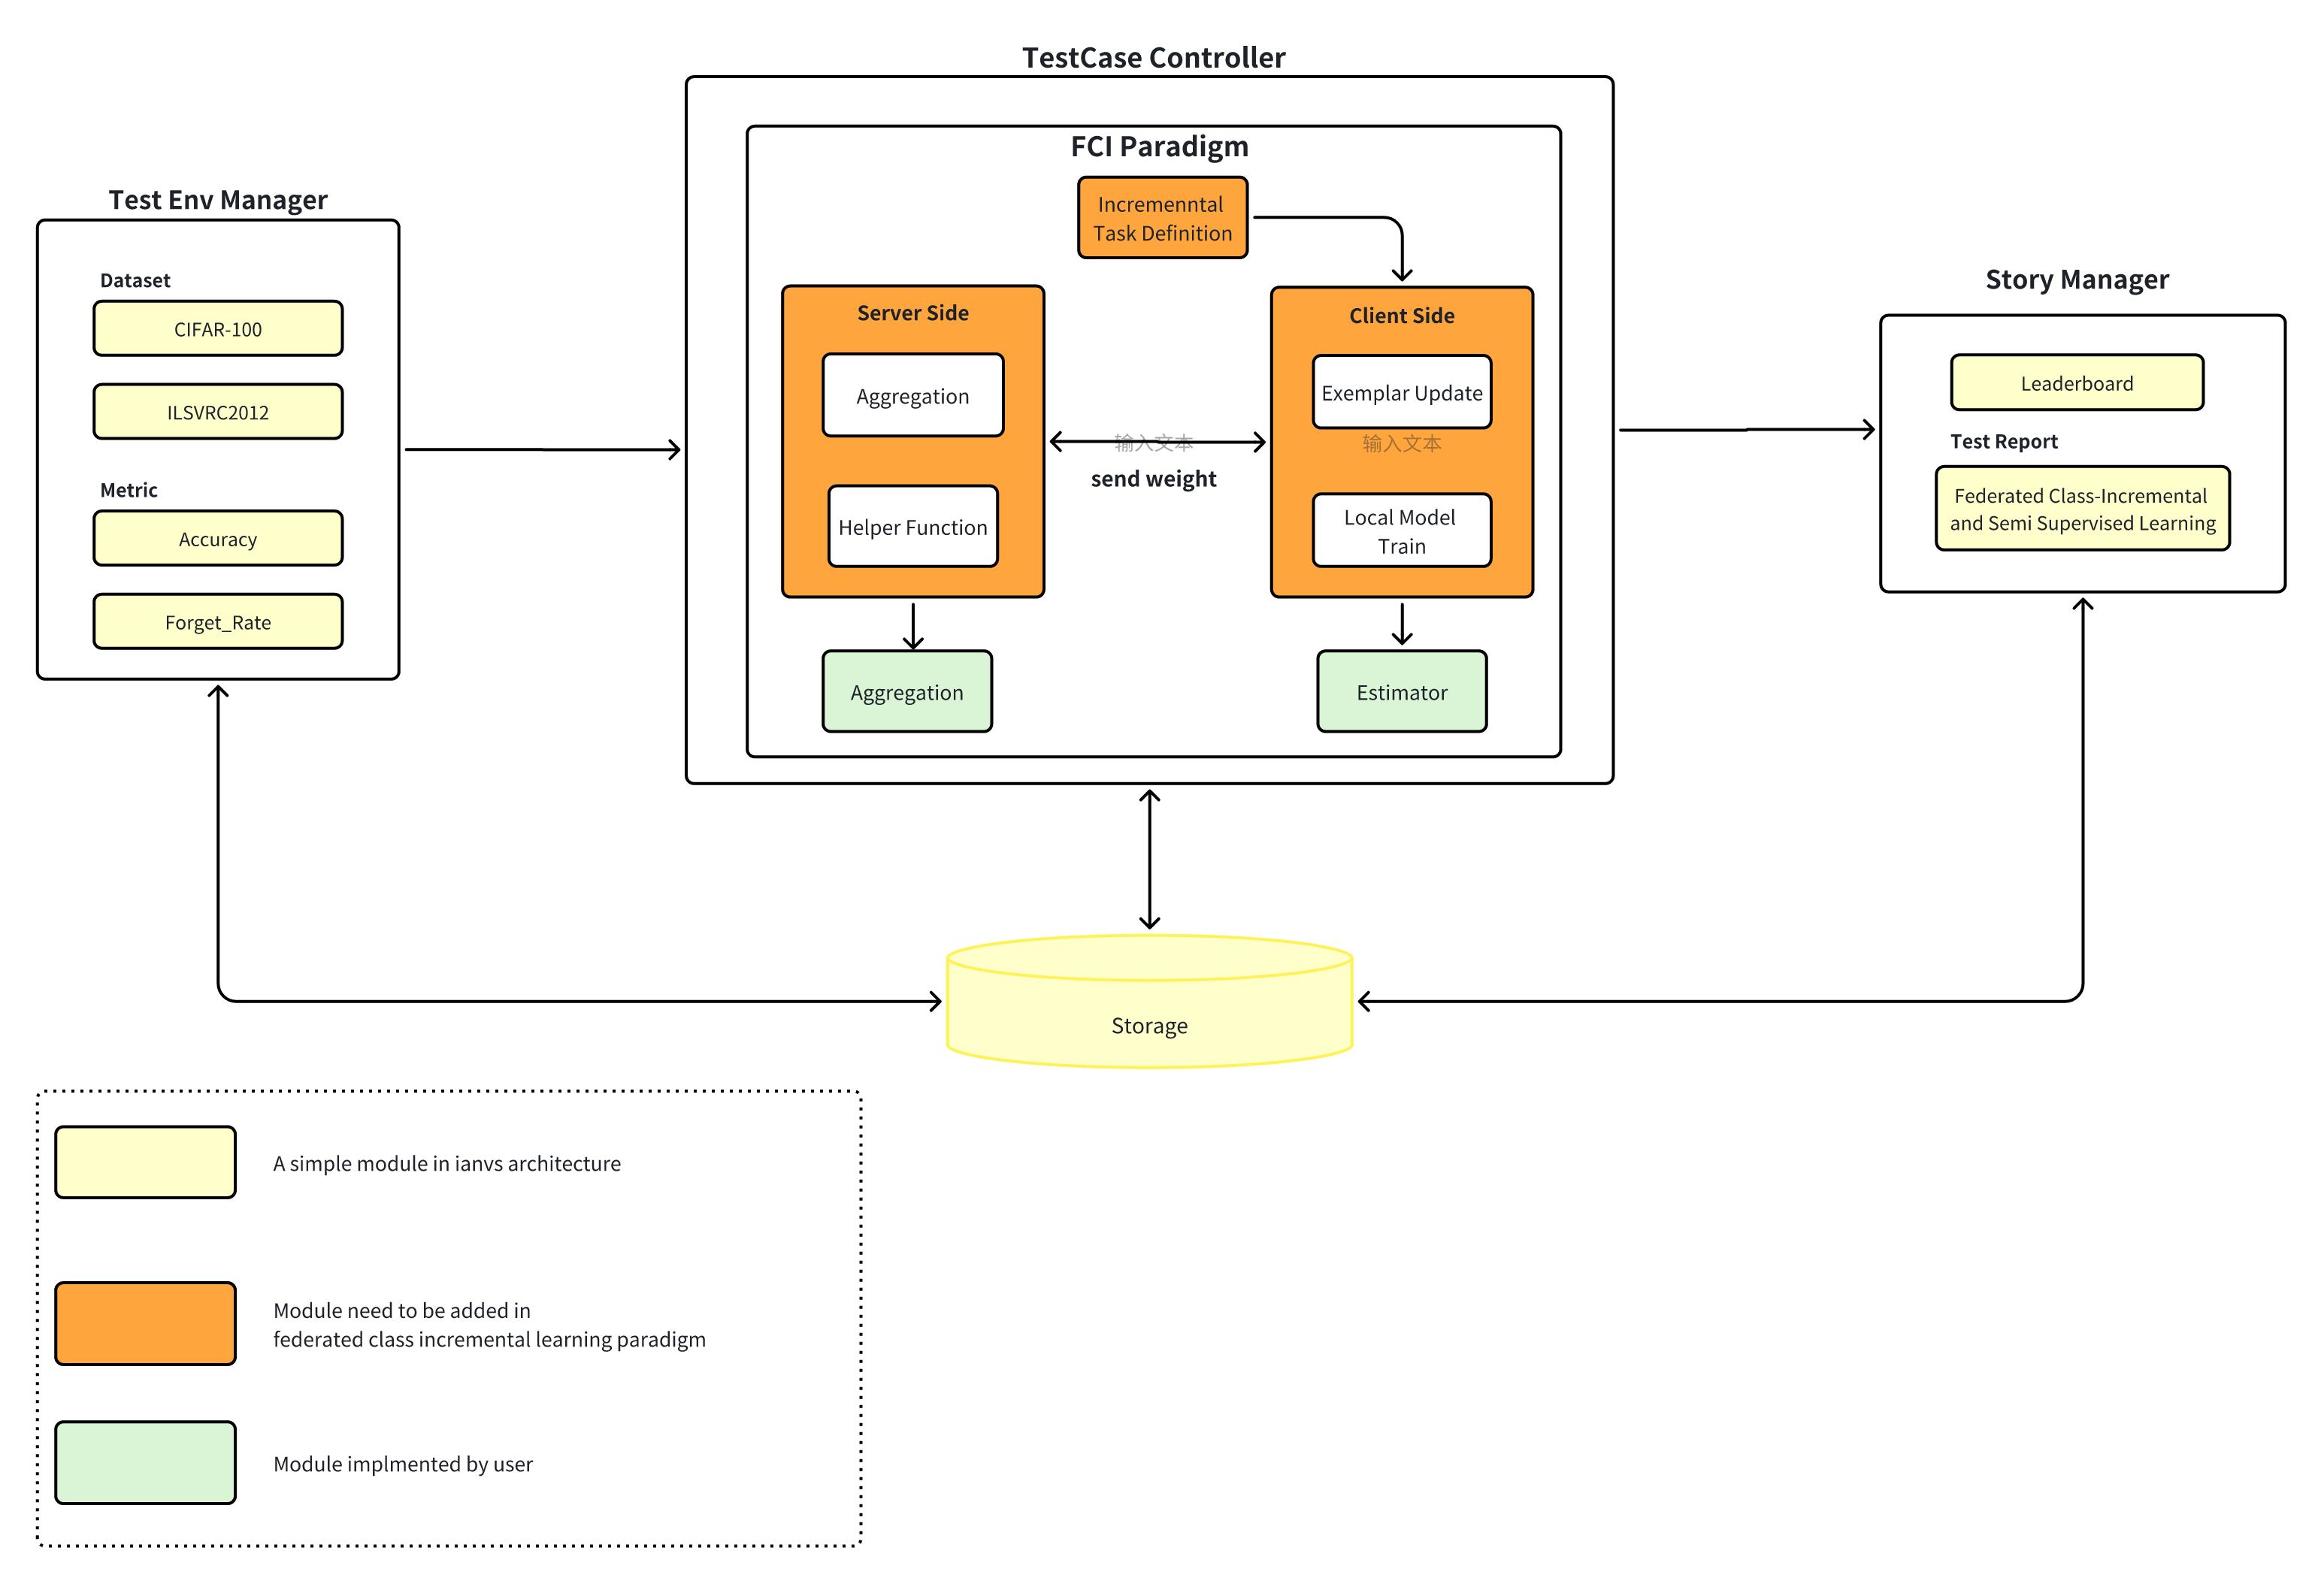 TestCase Controller
FCI Paradigm
Incremenntal
Task Definition
Test Env Manager
Dataset
CIFAR-100
ILSVRC2012
Metric
Accuracy
Forget_Rate
Server Side
Aggregation
Helper Function
输入文本
send weight
Client Side
Exemplar Update
输入文本
Local Model
Train
Aggregation
Estimator
Story Manager
Leaderboard
Test Report
Federated Class-Incremental
and Semi Supervised Learning
Storage
A simple module in ianvs architecture
Module need to be added in
federated class incremental learning paradigm
Module implmented by user